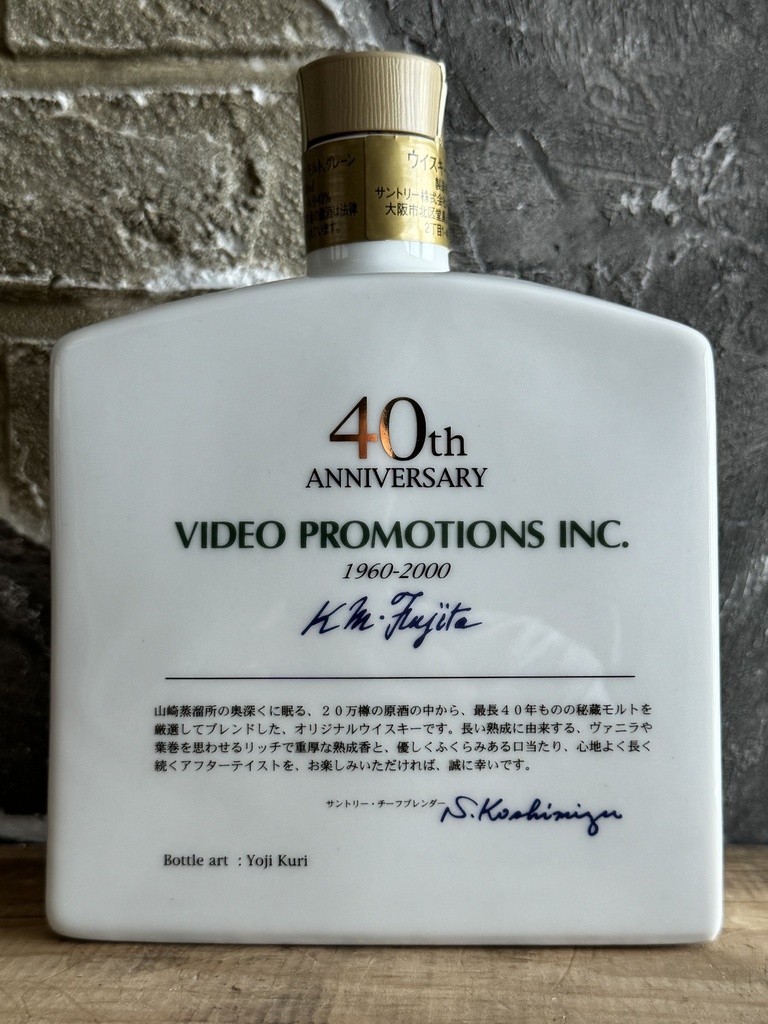 ウイスキー
サントリー株式会社
大阪市北区堂島
2丁目
40th
ANNIVERSARY
VIDEO PROMOTIONS INC.
1960-2000
K M. Fujita
山崎蒸溜所の奥深くに眠る、20万樽の原酒の中から、最長40年ものの秘蔵モルトを
厳選してブレンドした、オリジナルウイスキーです。長い熟成に由来する、ヴァニラや
葉巻を思わせるリッチで重厚な熟成香と、優しくふくらみある口当たり、心地よく長く
続くアフターテイストを、お楽しみいただければ、誠に幸いです。
サントリー・チーフブレンダー S. Koshimizu
Bottle art : Yoji Kuri